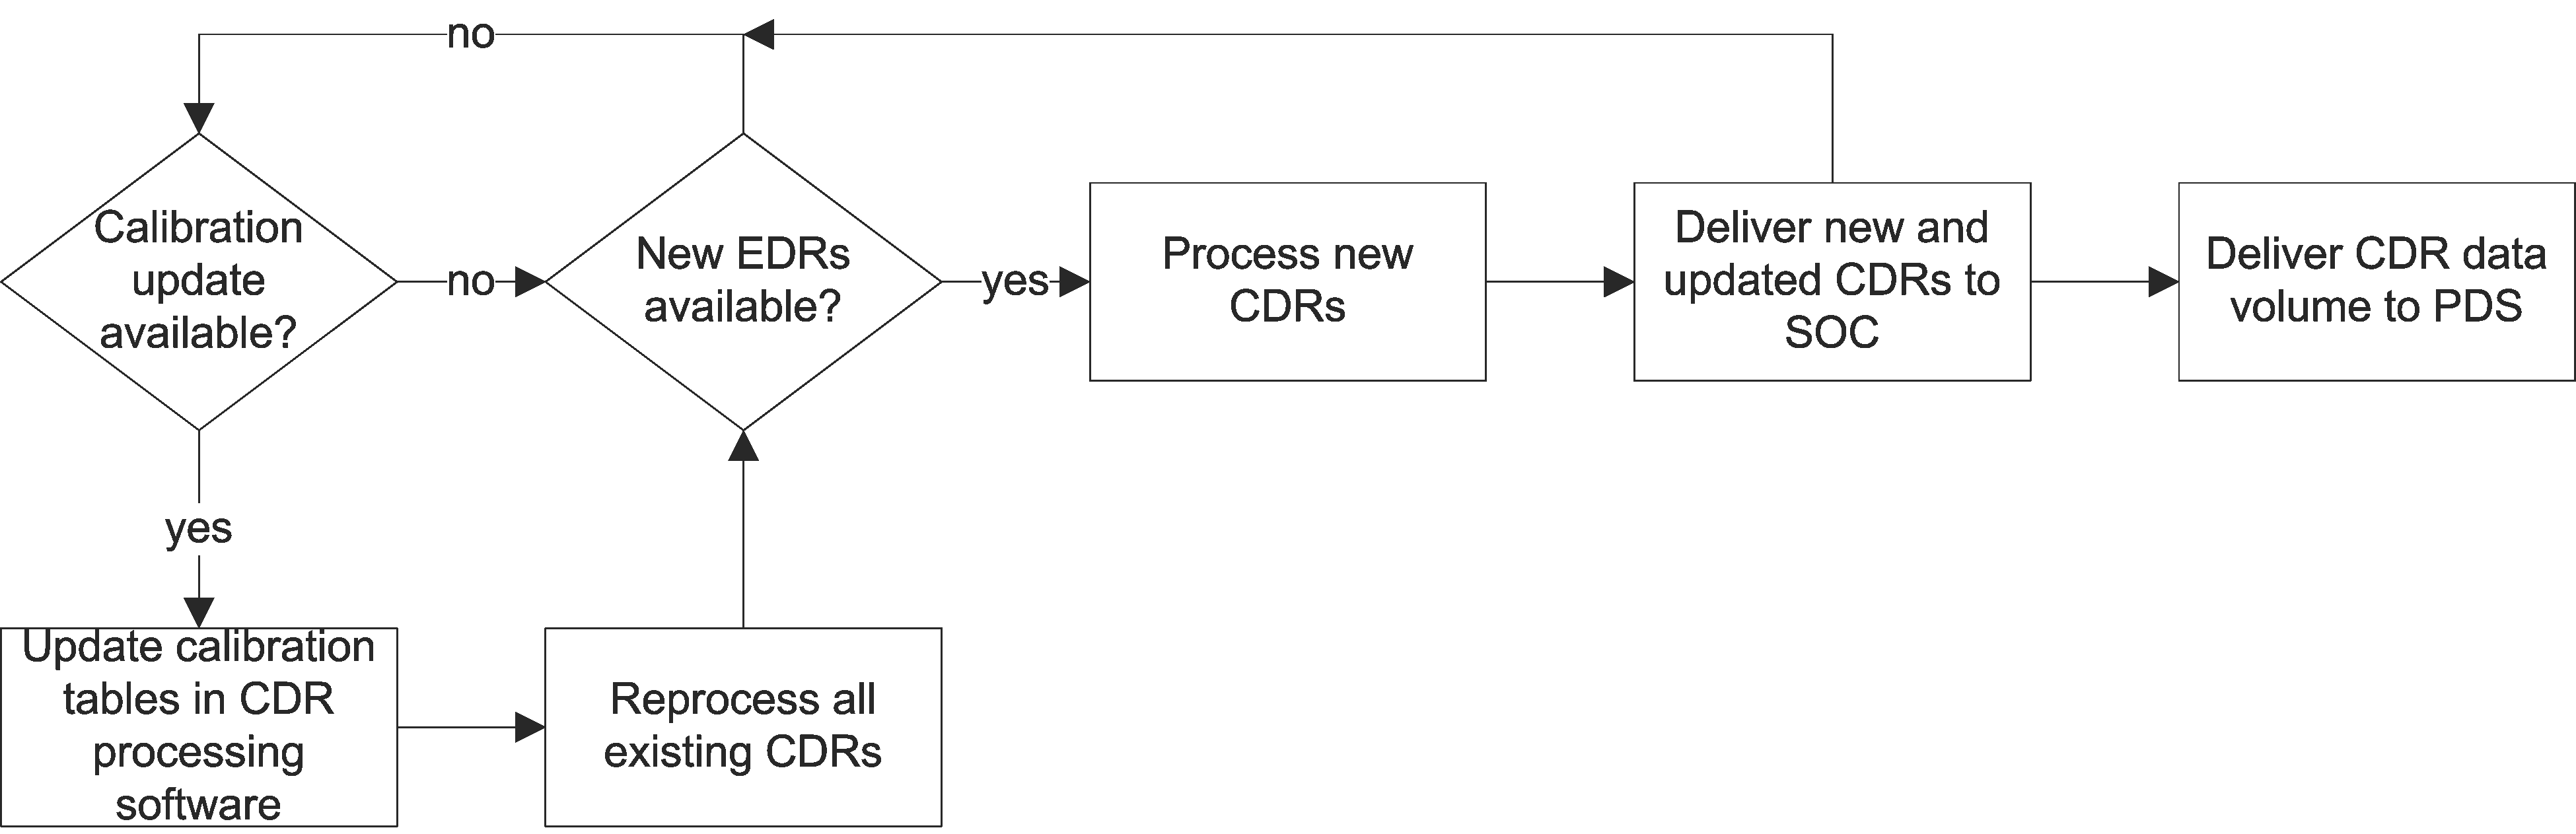 no
Calibration
update
available?
no
New EDRs
available?
yes
Process new
CDRs
Deliver new and
updated CDRs to
SOC
Deliver CDR data
volume to PDS
yes
Update calibration
tables in CDR
processing
software
Reprocess all
existing CDRs